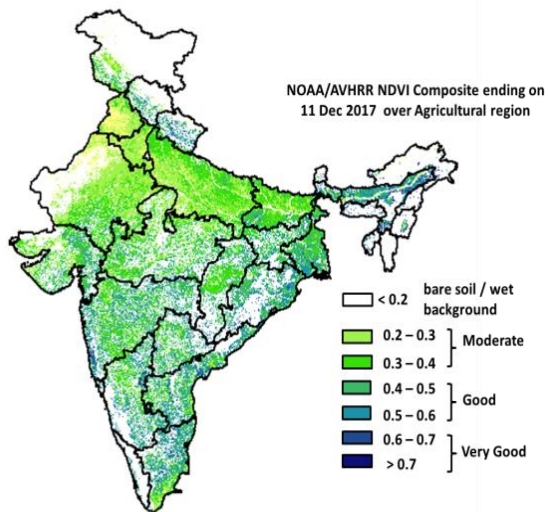 NOAA/AVHRR NDVI Composite ending on
11 Dec 2017 over Agricultural region
< 0.2 bare soil / wet
background
0.2 – 0.3
Moderate
0.3 – 0.4
0.4 – 0.5
Good
0.5 – 0.6
0.6 – 0.7
Very Good
> 0.7